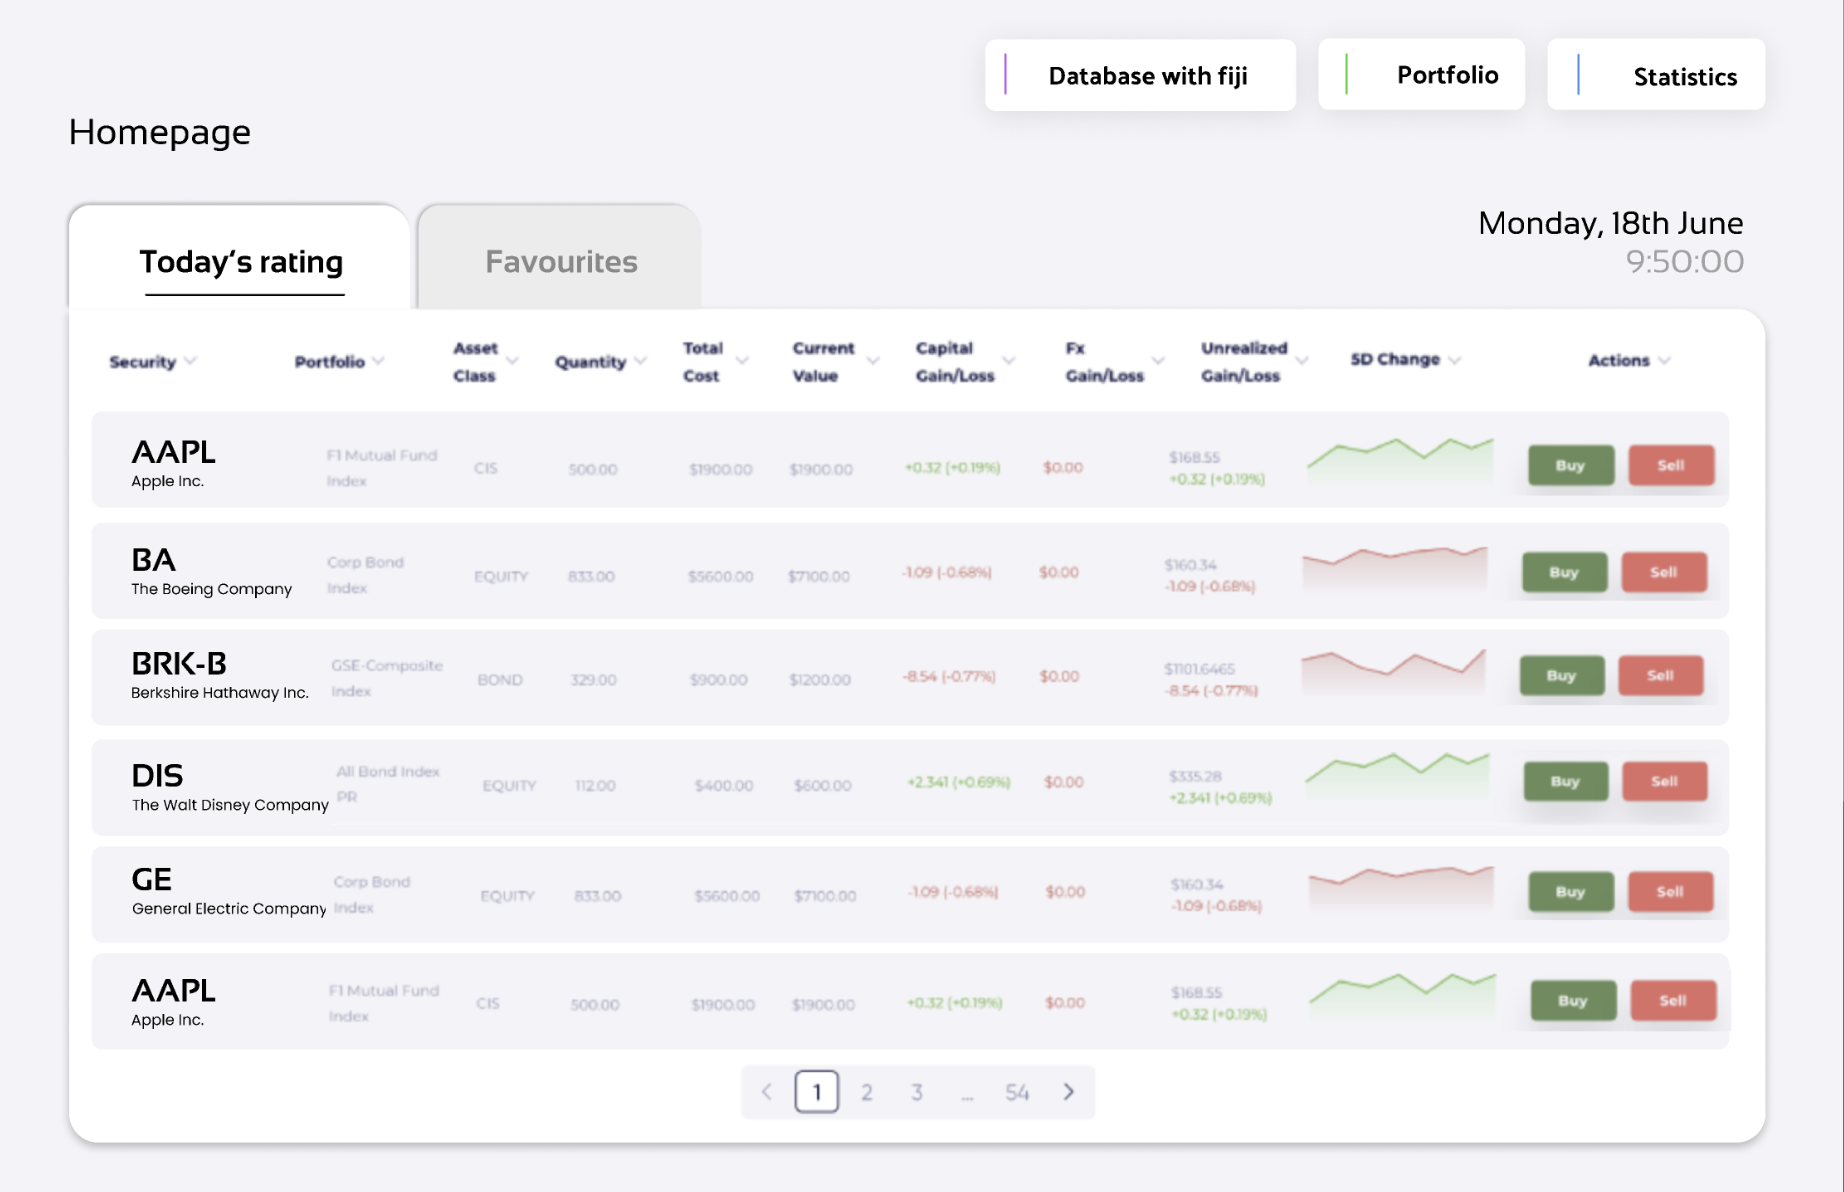 Database with fiji
Portfolio
Statistics
Homepage
Today‘s rating
Favourites
Monday, 18th June
9:50:00
Security
Portfolio
Asset
Class
Quantity
Total
Cost
Current
Value
Capital
Gain/Loss
Fx
Gain/Loss
Unrealized
Gain/Loss
5D Change
Actions
AAPL
Apple Inc.
F1 Mutual Fund
Index
CIS
500.00
$1900.00
$1900.00
+0.32 (+0.19%)
$0.00
$168.55
+0.32 (+0.19%)
Buy
Sell
BA
The Boeing Company
Corp Bond
Index
EQUITY
833.00
$5600.00
$7100.00
-1.09 (-0.68%)
$0.00
$160.34
-1.09 (-0.68%)
Buy
Sell
BRK-B
Berkshire Hathaway Inc.
GSE-Composite
Index
BOND
329.00
$900.00
$1200.00
-8.54 (-0.77%)
$0.00
$1101.6465
-8.54 (-0.77%)
Buy
Sell
DIS
The Walt Disney Company
All Bond Index
PR
EQUITY
112.00
$400.00
$600.00
+2.341 (+0.69%)
$0.00
$335.28
+2.341 (+0.69%)
Buy
Sell
GE
General Electric Company
Corp Bond
Index
EQUITY
833.00
$5600.00
$7100.00
-1.09 (-0.68%)
$0.00
$160.34
-1.09 (-0.68%)
Buy
Sell
AAPL
Apple Inc.
F1 Mutual Fund
Index
CIS
500.00
$1900.00
$1900.00
+0.32 (+0.19%)
$0.00
$168.55
+0.32 (+0.19%)
Buy
Sell
1 2 3 ... 54